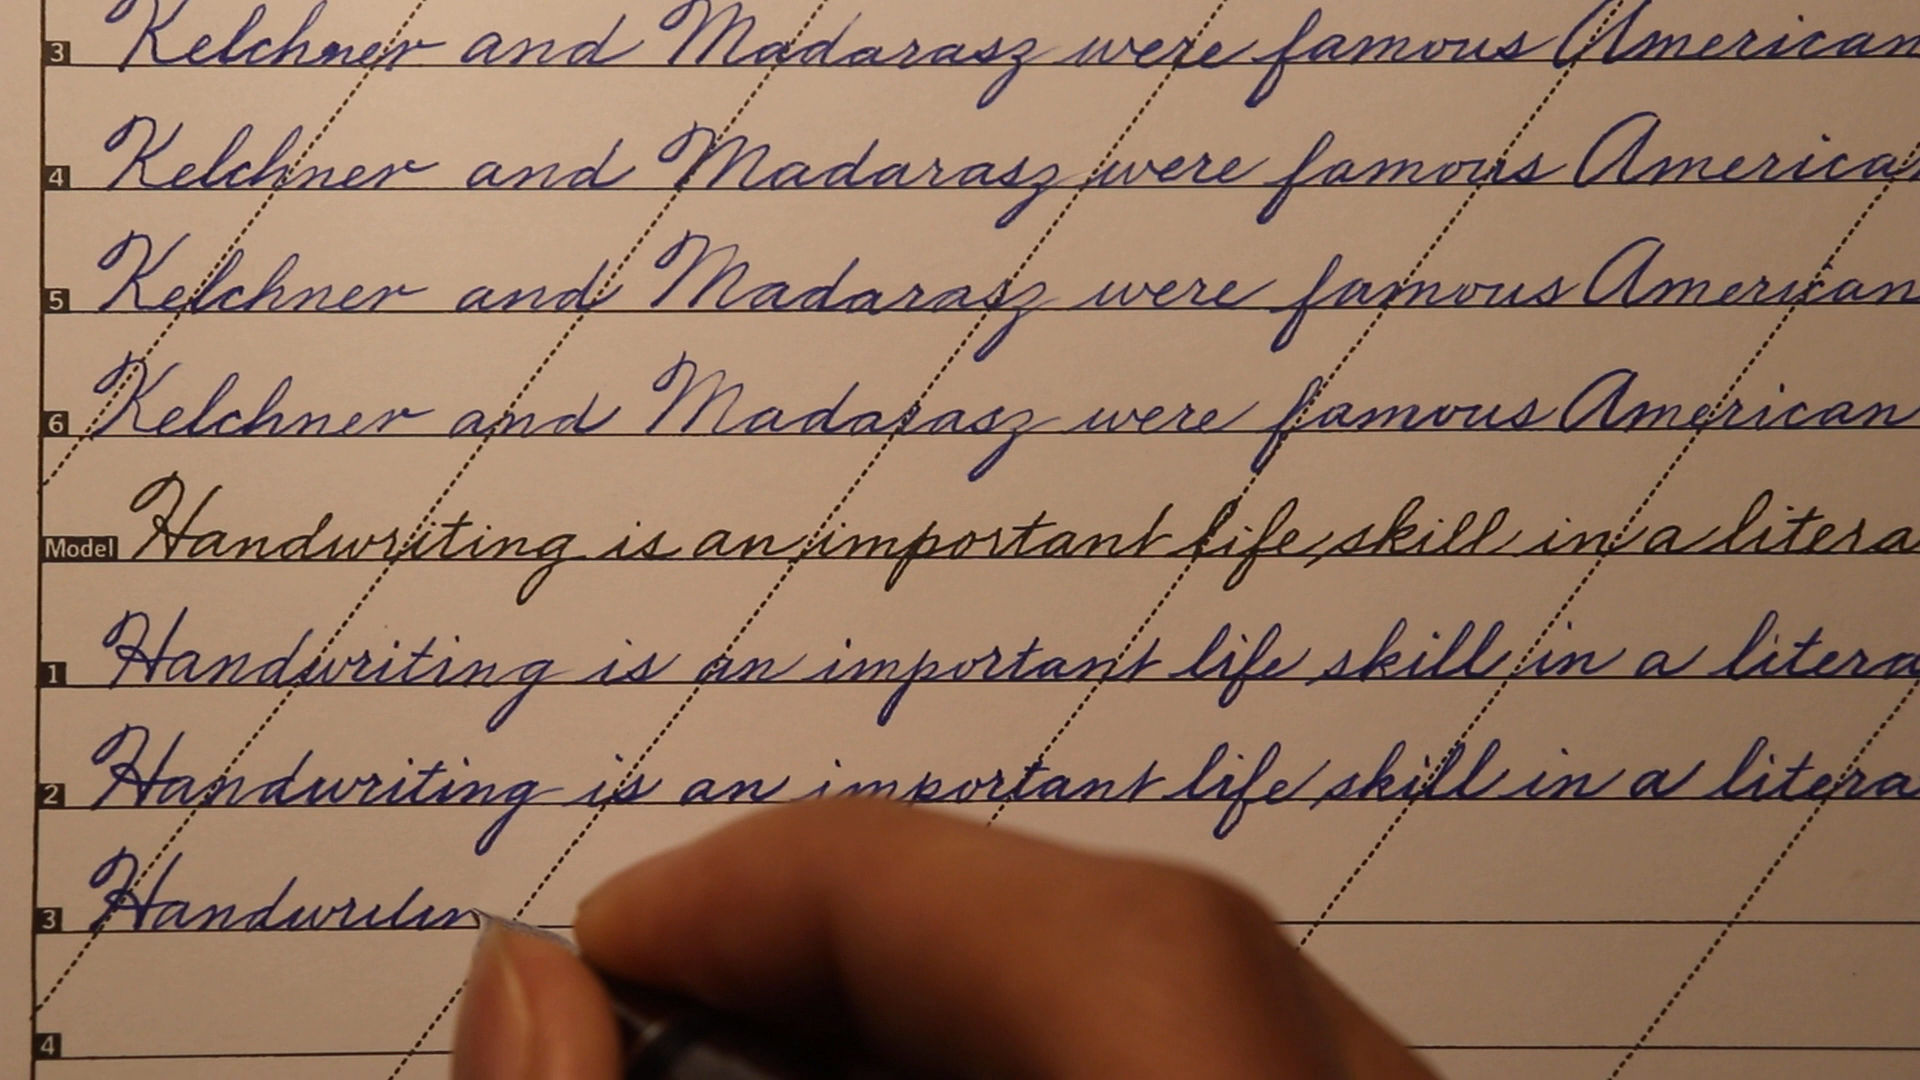 3 Kelchner and Madarasz were famous American
4 Kelchner and Madarasz were famous America
5 Kelchner and Madarasz were famous American
6 Kelchner and Madarasz were famous American
Model Handwriting is an important life skill in a litera
1 Handwriting is an important life skill in a litera
2 Handwriting is an important life skill in a litera
3 Handwritin
4